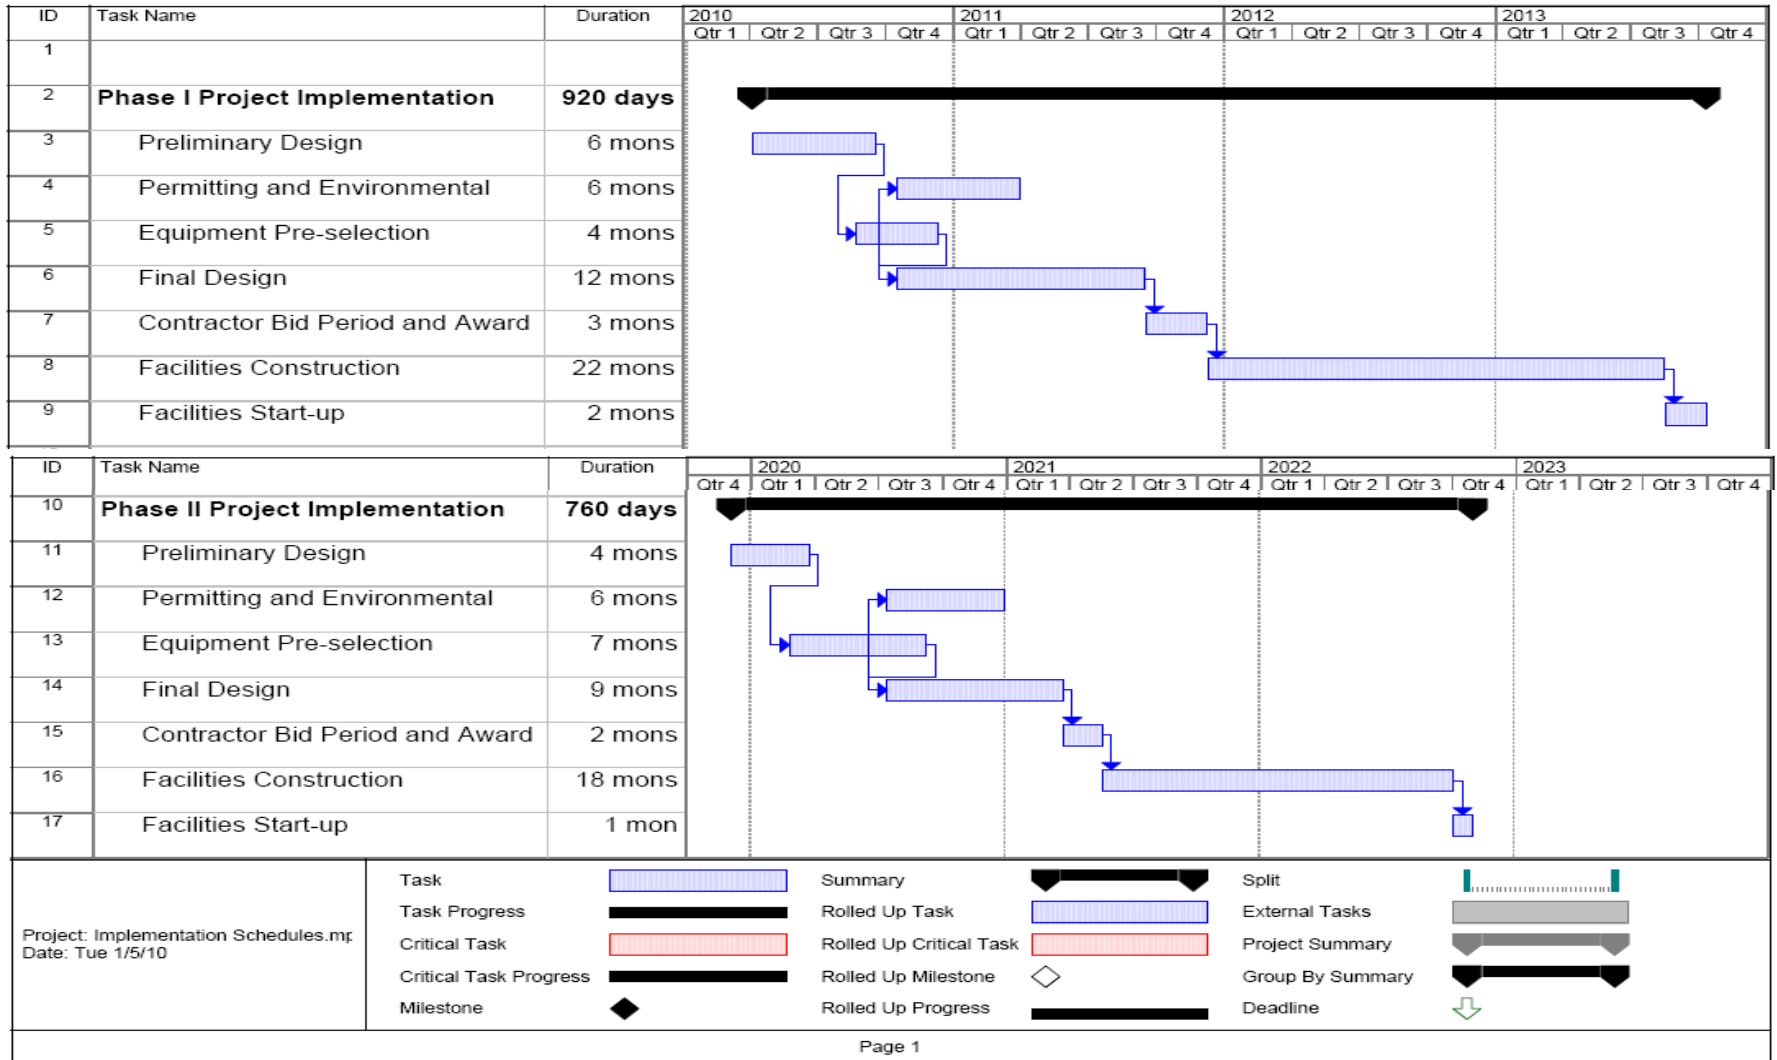 ID Task Name Duration 2010 2011 2012 2013
Qtr 1 Qtr 2 Qtr 3 Qtr 4 Qtr 1 Qtr 2 Qtr 3 Qtr 4 Qtr 1 Qtr 2 Qtr 3 Qtr 4 Qtr 1 Qtr 2 Qtr 3 Qtr 4
1
2 Phase I Project Implementation 920 days
3 Preliminary Design 6 mons
4 Permitting and Environmental 6 mons
5 Equipment Pre-selection 4 mons
6 Final Design 12 mons
7 Contractor Bid Period and Award 3 mons
8 Facilities Construction 22 mons
9 Facilities Start-up 2 mons
ID Task Name Duration 2020 2021 2022 2023
Qtr 4 Qtr 1 Qtr 2 Qtr 3 Qtr 4 Qtr 1 Qtr 2 Qtr 3 Qtr 4 Qtr 1 Qtr 2 Qtr 3 Qtr 4 Qtr 1 Qtr 2 Qtr 3 Qtr 4
10 Phase II Project Implementation 760 days
11 Preliminary Design 4 mons
12 Permitting and Environmental 6 mons
13 Equipment Pre-selection 7 mons
14 Final Design 9 mons
15 Contractor Bid Period and Award 2 mons
16 Facilities Construction 18 mons
17 Facilities Start-up 1 mon
Project: Implementation Schedules.mp
Date: Tue 1/5/10
Task Summary Split
Task Progress Rolled Up Task External Tasks
Critical Task Rolled Up Critical Task Project Summary
Critical Task Progress Rolled Up Milestone Group By Summary
Milestone Rolled Up Progress Deadline
Page 1